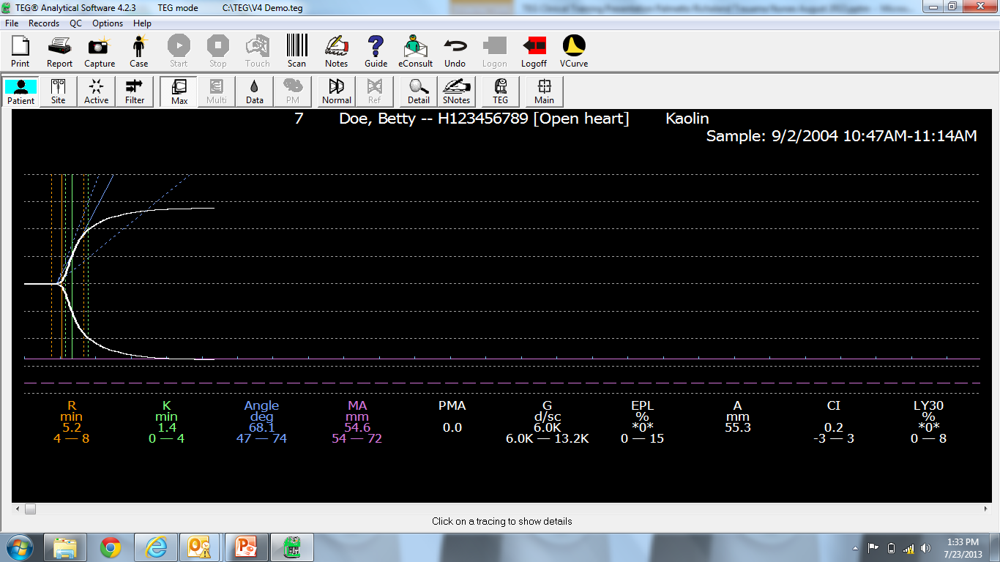 TEG® Analytical Software 4.2.3 TEG mode C:\TEG\V4 Demo.teg
File Records QC Options Help
Print Report Capture Case Start Stop Touch Scan Notes Guide eConsult Undo Logon Logoff VCurve
Patient Site Active Filter Max Multi Data PM Normal Ref Detail SNotes TEG Main
7 Doe, Betty -- H123456789 [Open heart] Kaolin
Sample: 9/2/2004 10:47AM-11:14AM
R K Angle MA PMA G EPL A CI LY30
min min deg mm d/sc % mm %
5.2 1.4 68.1 54.6 0.0 6.0K *0* 55.3 0.2 *0*
4 — 8 0 — 4 47 — 74 54 — 72 6.0K — 13.2K 0 — 15 -3 — 3 0 — 8
Click on a tracing to show details
1:33 PM
7/23/2013